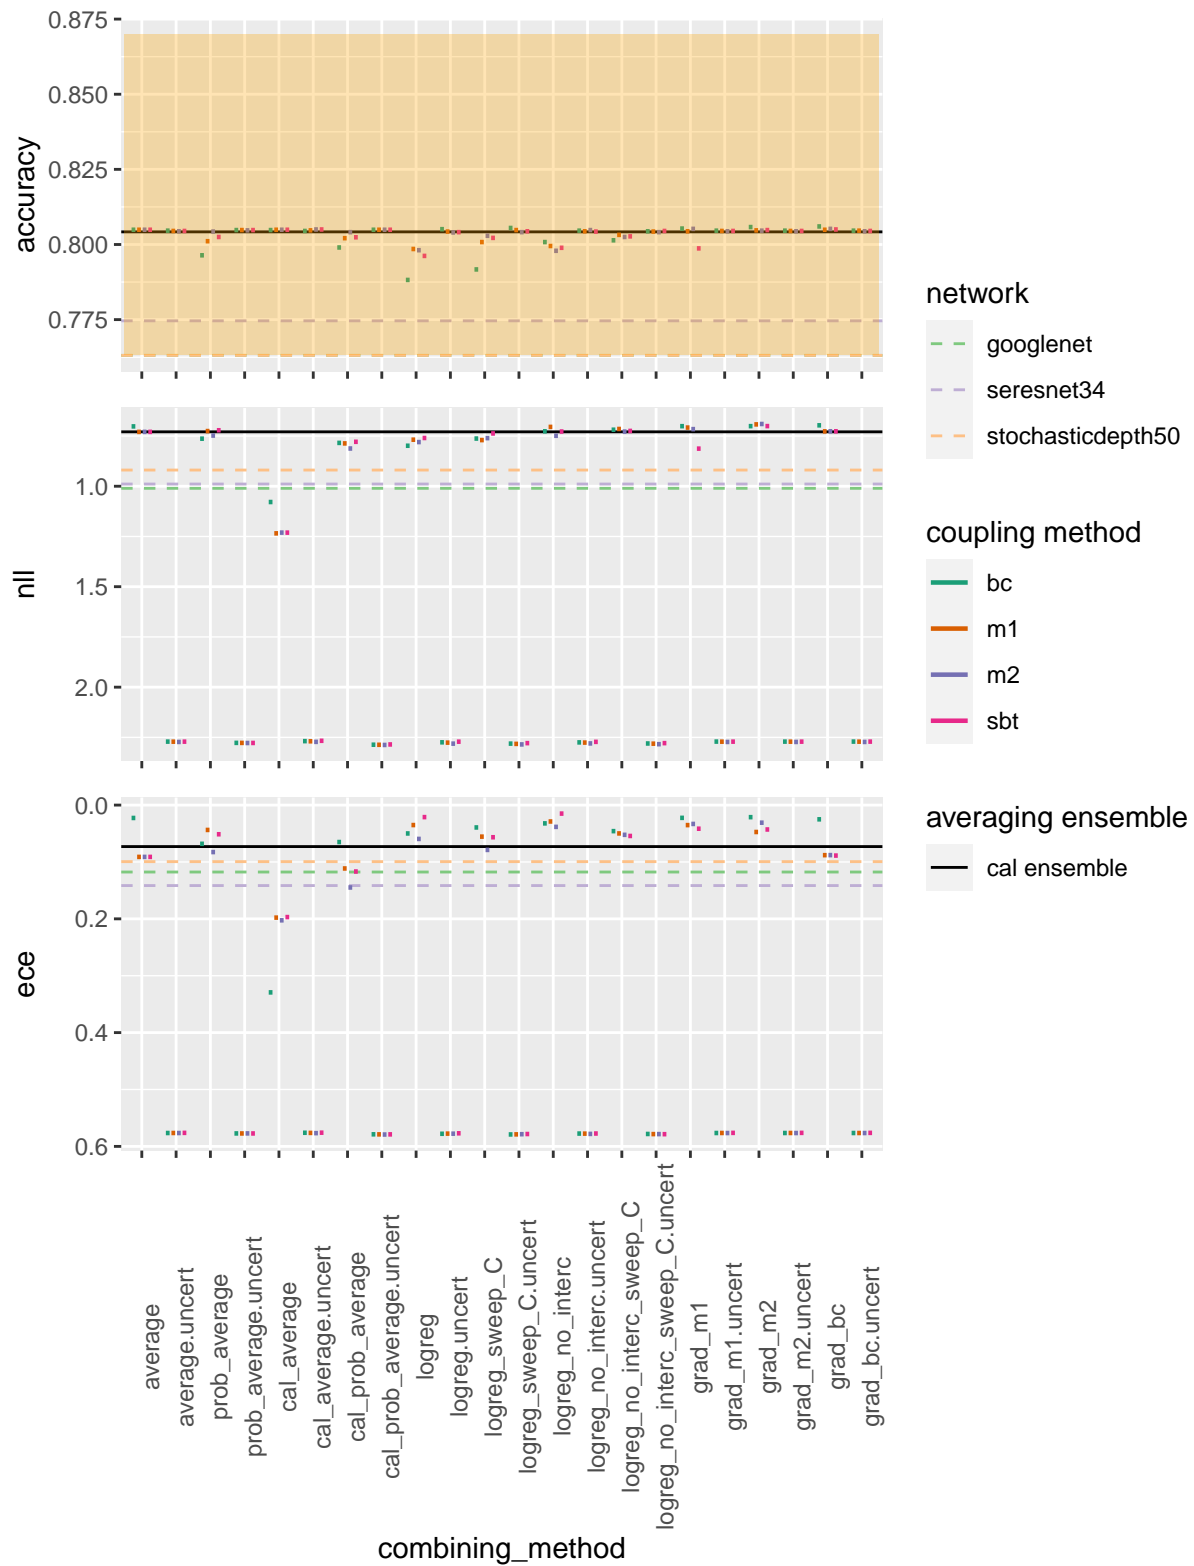 0.875
0.850
0.825
0.800
0.775
accuracy
1.0
1.5
2.0
nll
0.0
0.2
0.4
0.6
ece
average
average.uncert
prob_average
prob_average.uncert
cal_average
cal_average.uncert
cal_prob_average
cal_prob_average.uncert
logreg
logreg.uncert
logreg_sweep_C
logreg_sweep_C.uncert
logreg_no_interc
logreg_no_interc.uncert
logreg_no_interc_sweep_C
logreg_no_interc_sweep_C.uncert
grad_m1
grad_m1.uncert
grad_m2
grad_m2.uncert
grad_bc
grad_bc.uncert
combining_method
network
googlenet
seresnet34
stochasticdepth50
coupling method
bc
m1
m2
sbt
averaging ensemble
cal ensemble